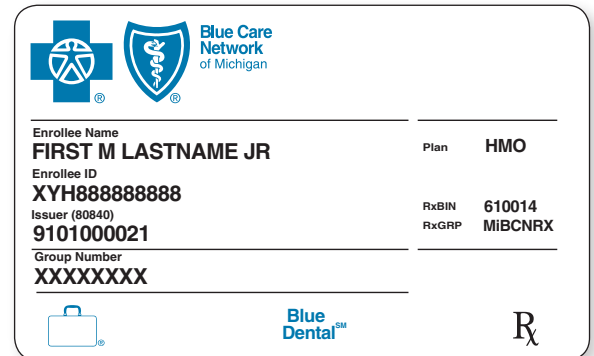 Blue Care
Network
of Michigan
® ®
Enrollee Name
FIRST M LASTNAME JR
Plan HMO
Enrollee ID
XYH888888888
RxBIN 610014
Issuer (80840)
RxGRP MiBCNRX
9101000021
Group Number
XXXXXXXX
Blue
Dental℠
®
Rx